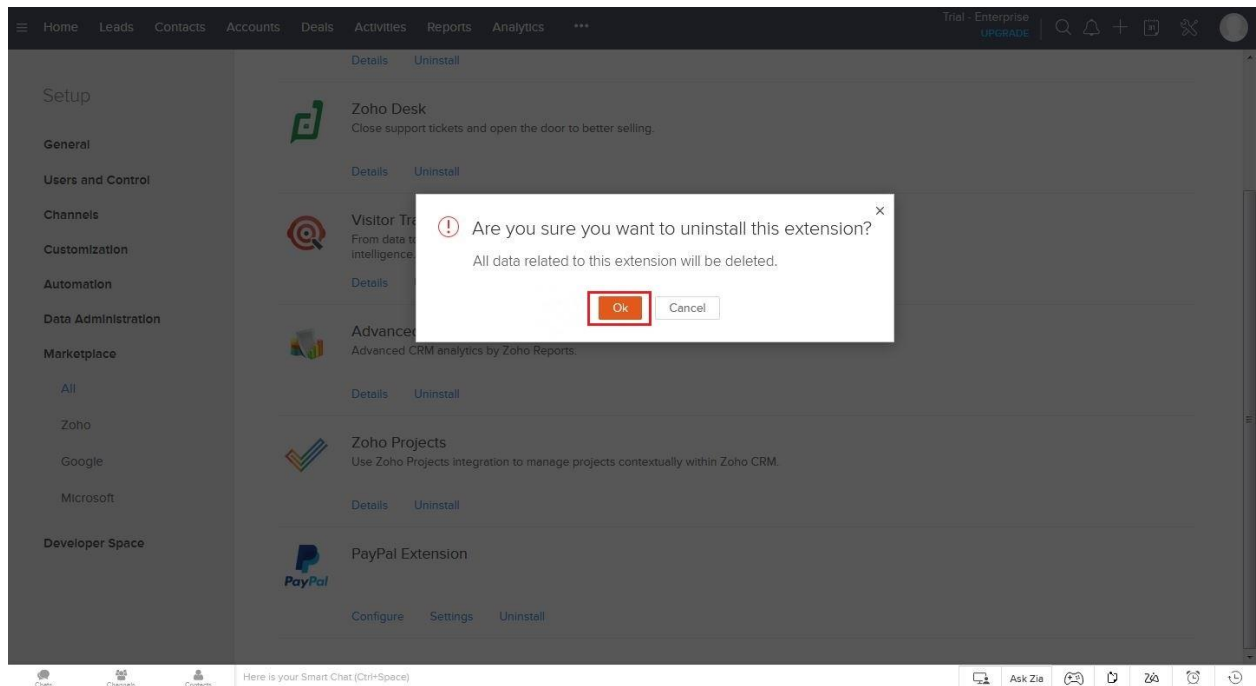 Home Leads Contacts Accounts Deals Activities Reports Analytics •••
Trial - Enterprise
UPGRADE
Details Uninstall
Setup
Zoho Desk
Close support tickets and open the door to better selling.
General
Details Uninstall
Users and Control
Channels
Visitor Tra
From data to
intelligence.
Are you sure you want to uninstall this extension?
All data related to this extension will be deleted.
Ok Cancel
Customization
Automation
Details
Data Administration
Advanced
Advanced CRM analytics by Zoho Reports.
Marketplace
All
Details Uninstall
Zoho
Zoho Projects
Use Zoho Projects integration to manage projects contextually within Zoho CRM.
Google
Microsoft
Details Uninstall
Developer Space
PayPal Extension
PayPal
Configure Settings Uninstall
Chats Channels Contacts
Here is your Smart Chat (Ctrl+Space)
Ask Zia